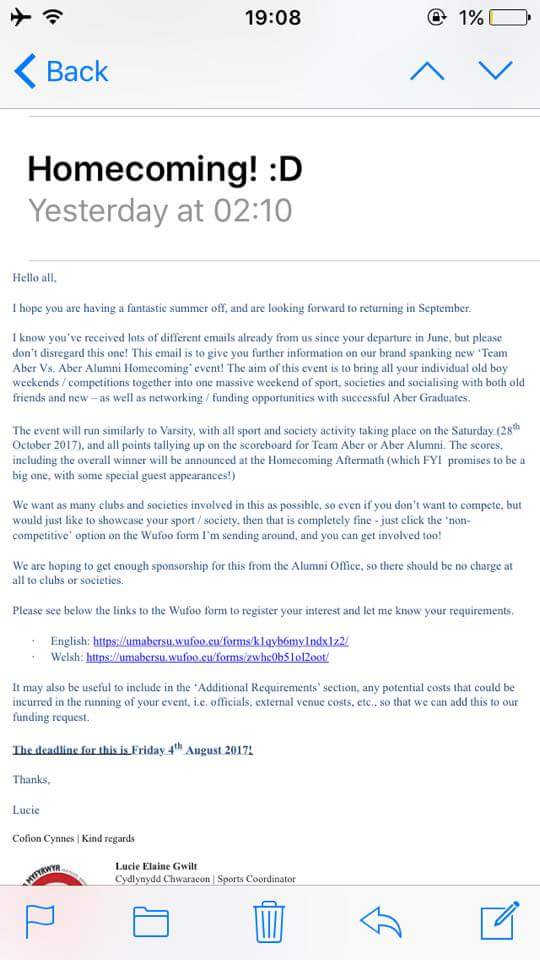 19:08
1%
Back
Homecoming! :D
Yesterday at 02:10
Hello all,
I hope you are having a fantastic summer off, and are looking forward to returning in September.
I know you’ve received lots of different emails already from us since your departure in June, but please
don’t disregard this one! This email is to give you further information on our brand spanking new ‘Team
Aber Vs. Aber Alumni Homecoming’ event! The aim of this event is to bring all your individual old boy
weekends / competitions together into one massive weekend of sport, societies and socialising with both old
friends and new – as well as networking / funding opportunities with successful Aber Graduates.
The event will run similarly to Varsity, with all sport and society activity taking place on the Saturday (28th
October 2017), and all points tallying up on the scoreboard for Team Aber or Aber Alumni. The scores,
including the overall winner will be announced at the Homecoming Aftermath (which FYI promises to be a
big one, with some special guest appearances!)
We want as many clubs and societies involved in this as possible, so even if you don’t want to compete, but
would just like to showcase your sport / society, then that is completely fine - just click the ‘non-
competitive’ option on the Wufoo form I’m sending around, and you can get involved too!
We are hoping to get enough sponsorship for this from the Alumni Office, so there should be no charge at
all to clubs or societies.
Please see below the links to the Wufoo form to register your interest and let me know your requirements.
· English: https://umabersu.wufoo.eu/forms/k1qyb6my1ndx1z2/
· Welsh: https://umabersu.wufoo.eu/forms/zwhc0b51ol2oot/
It may also be useful to include in the ‘Additional Requirements’ section, any potential costs that could be
incurred in the running of your event, i.e. officials, external venue costs, etc., so that we can add this to our
funding request.
The deadline for this is Friday 4th August 2017!
Thanks,
Lucie
Cofion Cynnes | Kind regards
Lucie Elaine Gwilt
Cydlynydd Chwaraeon | Sports Coordinator